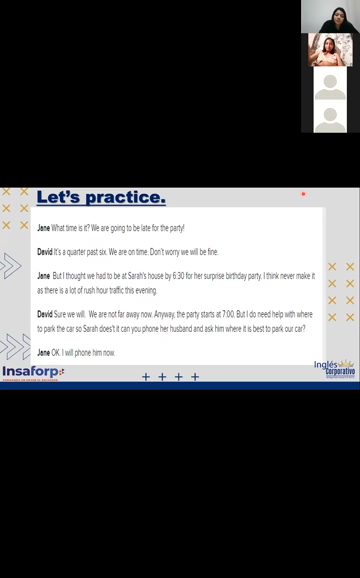 Let's practice.
Jane What time is it? We are going to be late for the party!
David It's a quarter past six. We are on time. Don't worry we will be fine.
Jane But I thought we had to be at Sarah's house by 6:30 for her surprise birthday party. I think never make it
as there is a lot of rush hour traffic this evening.
David Sure we will. We are not far away now. Anyway, the party starts at 7:00. But I do need help with where
to park the car so Sarah does't it can you phone her husband and ask him where it is best to park our car?
Jane OK. I will phone him now.
Insaforp
Inglés
Corporativo